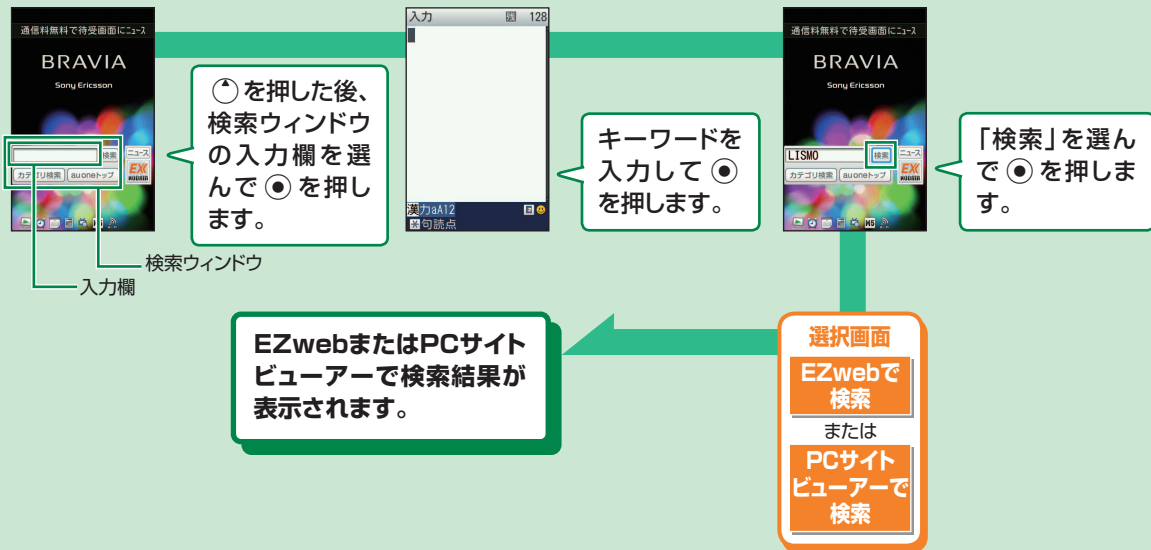 通信料無料で待受画面にニュース
BRAVIA
Sony Ericsson
検索
ニュース
カテゴリ検索
au oneトップ
EXX
を押した後、
検索ウィンドウ
の入力欄を選
んで を押し
ます。
検索ウィンドウ
入力欄
入力
128
漢力aA12
句読点
キーワードを
入力して
を押します。
通信料無料で待受画面にニュース
BRAVIA
Sony Ericsson
LISMO
検索
ニュース
カテゴリ検索
au oneトップ
EXX
「検索」を選ん
で を押しま
す。
EZwebまたはPCサイト
ビューアーで検索結果が
表示されます。
選択画面
EZwebで
検索
または
PCサイト
ビューアーで
検索